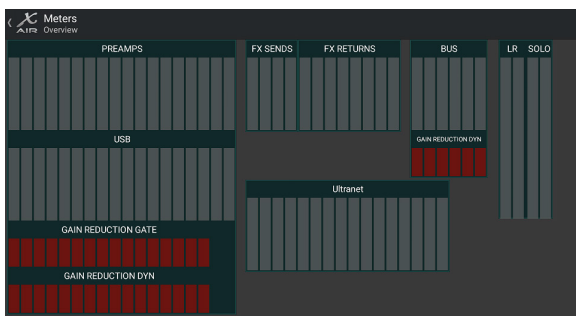 X AIR
Meters
Overview
PREAMPS
FX SENDS
FX RETURNS
BUS
LR
SOLO
USB
GAIN REDUCTION DYN
Ultranet
GAIN REDUCTION GATE
GAIN REDUCTION DYN